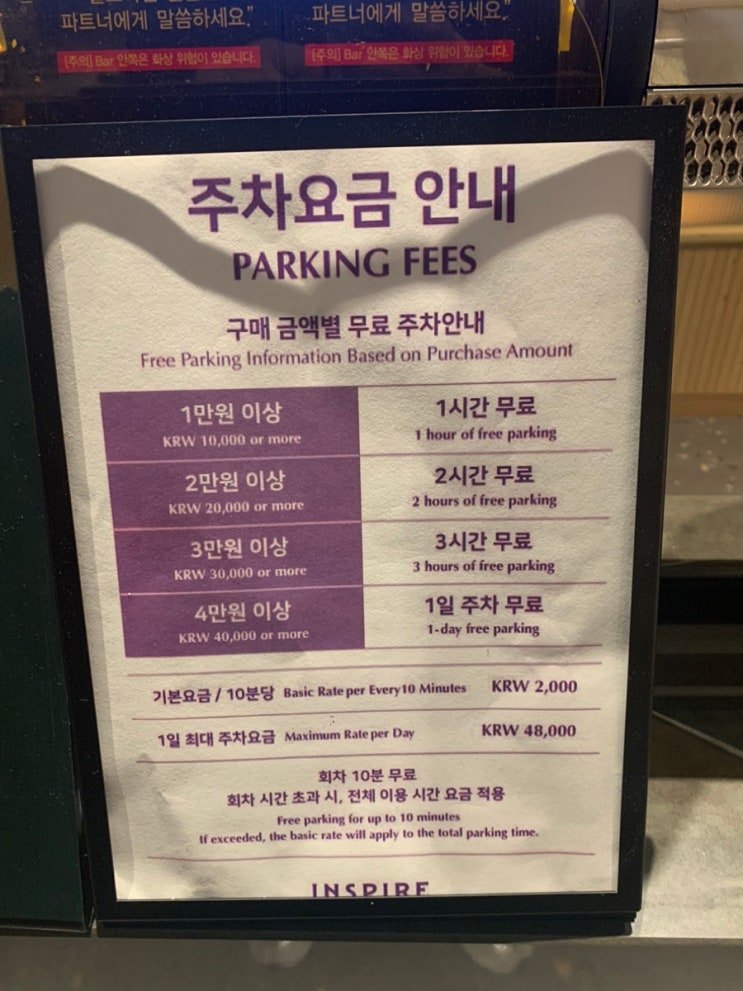 파트너에게 말씀하세요."
파트너에게 말씀하세요."
[주의] Bar 안쪽은 화상 위험이 있습니다.
[주의] Bar 안쪽은 화상 위험이 있습니다.
주차요금 안내
PARKING FEES
구매 금액별 무료 주차안내
Free Parking Information Based on Purchase Amount
1만원 이상
KRW 10,000 or more
1시간 무료
1 hour of free parking
2만원 이상
KRW 20,000 or more
2시간 무료
2 hours of free parking
3만원 이상
KRW 30,000 or more
3시간 무료
3 hours of free parking
4만원 이상
KRW 40,000 or more
1일 주차 무료
1-day free parking
기본요금 / 10분당 Basic Rate per Every10 Minutes KRW 2,000
1일 최대 주차요금 Maximum Rate per Day KRW 48,000
회차 10분 무료
회차 시간 초과 시, 전체 이용 시간 요금 적용
Free parking for up to 10 minutes
If exceeded, the basic rate will apply to the total parking time.
INSPIRE